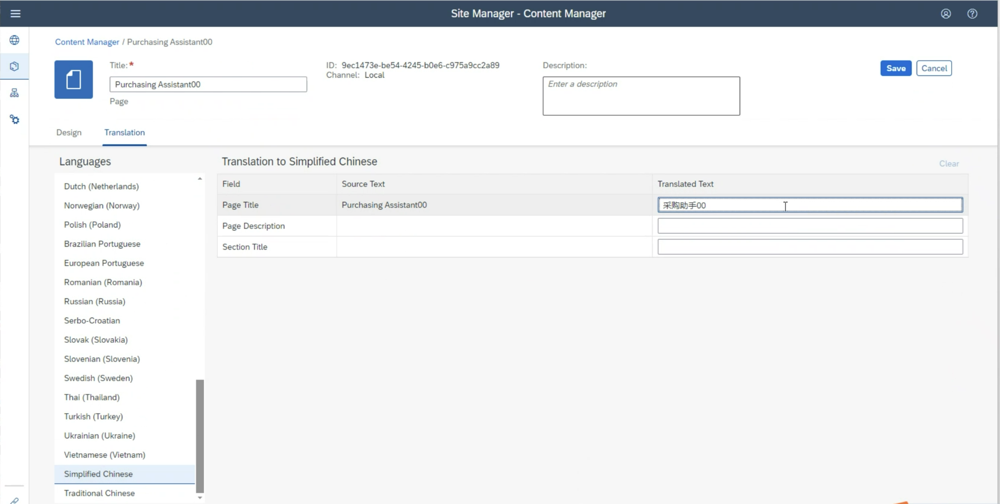 Site Manager - Content Manager
Content Manager / Purchasing Assistant00
Title: *
Purchasing Assistant00
Page
ID: 9ec1473e-be54-4245-b0e6-c975a9cc2a89
Channel: Local
Description:
Enter a description
Save
Cancel
Design
Translation
Languages
Dutch (Netherlands)
Norwegian (Norway)
Polish (Poland)
Brazilian Portuguese
European Portuguese
Romanian (Romania)
Russian (Russia)
Serbo-Croatian
Slovak (Slovakia)
Slovenian (Slovenia)
Swedish (Sweden)
Thai (Thailand)
Turkish (Turkey)
Ukrainian (Ukraine)
Vietnamese (Vietnam)
Simplified Chinese
Traditional Chinese
Translation to Simplified Chinese
Clear
Field Source Text Translated Text
Page Title Purchasing Assistant00 采购助手00
Page Description
Section Title